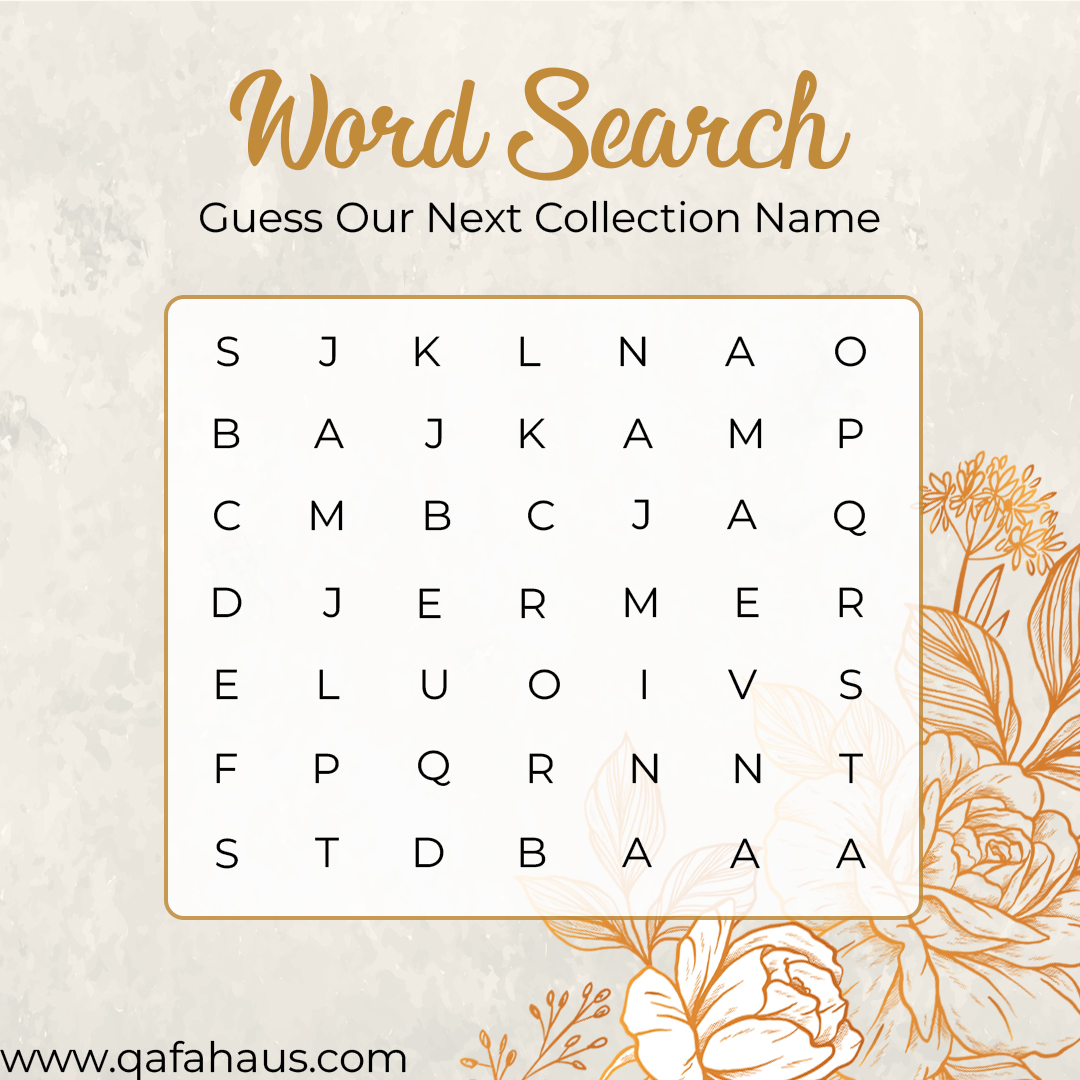 Word Search
Guess Our Next Collection Name
S J K L N A O
B A J K A M P
C M B C J A Q
D J E R M E R
E L U O I V S
F P Q R N N T
S T D B A A A
www.qafahaus.com